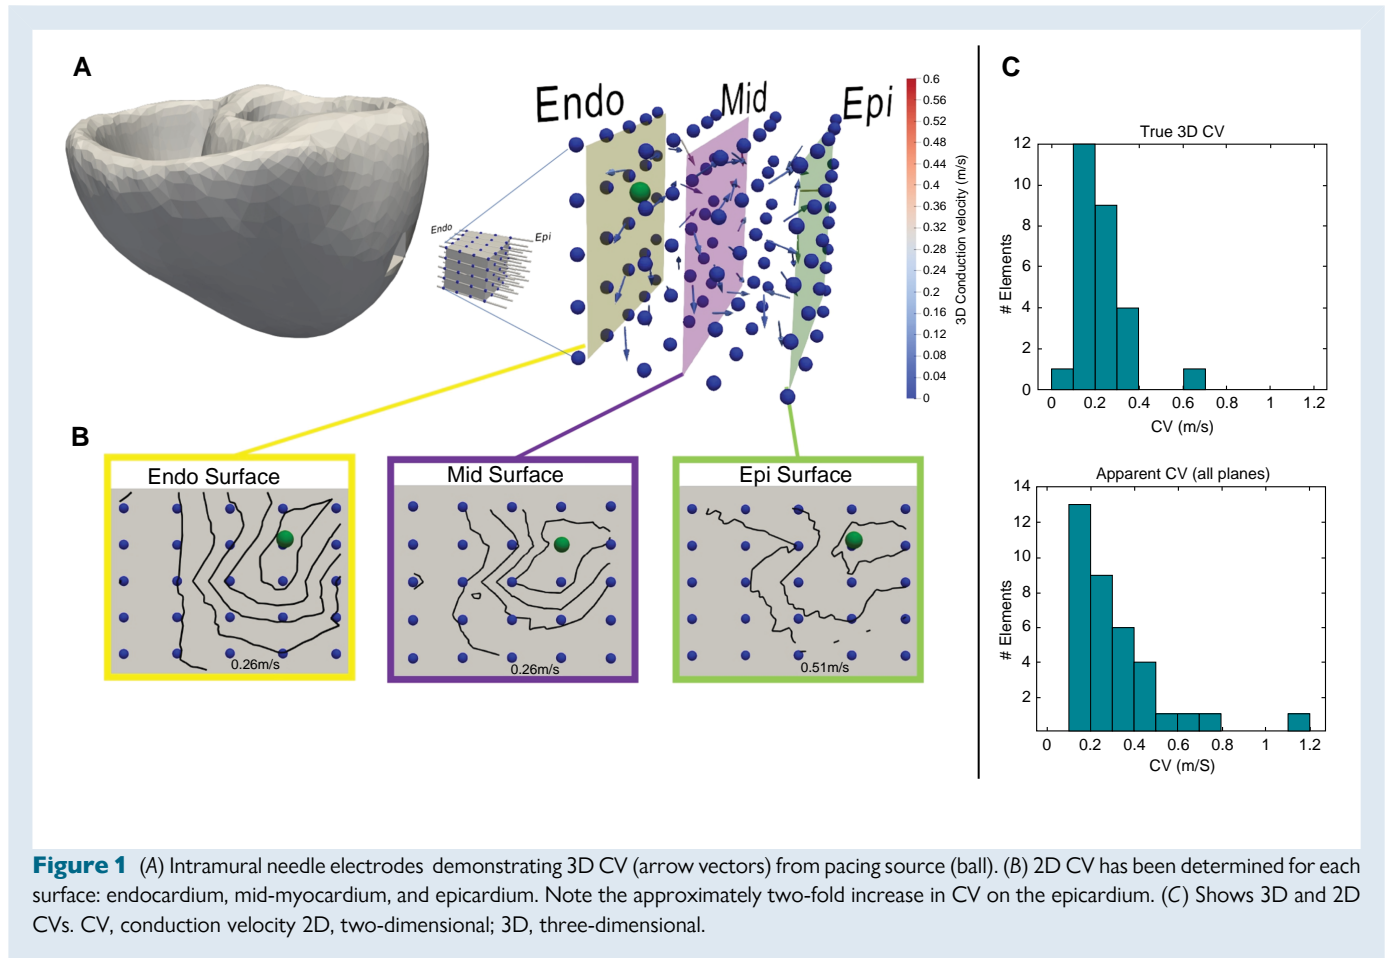 A
Endo
Mid
Epi
Endo
Epi
0.6
0.56
0.52
0.48
0.44
0.4
0.36
0.32
0.28
0.24
0.2
0.16
0.12
0.08
0.04
0
3D Conduction velocity (m/s)
B
Endo Surface
0.26m/s
Mid Surface
0.26m/s
Epi Surface
0.51m/s
C
True 3D CV
# Elements
12
10
8
6
4
2
0
0 0.2 0.4 0.6 0.8 1 1.2
CV (m/s)
Apparent CV (all planes)
# Elements
14
12
10
8
6
4
2
0 0.2 0.4 0.6 0.8 1 1.2
CV (m/S)
Figure 1 (A) Intramural needle electrodes demonstrating 3D CV (arrow vectors) from pacing source (ball). (B) 2D CV has been determined for each
surface: endocardium, mid-myocardium, and epicardium. Note the approximately two-fold increase in CV on the epicardium. (C) Shows 3D and 2D
CVs. CV, conduction velocity 2D, two-dimensional; 3D, three-dimensional.